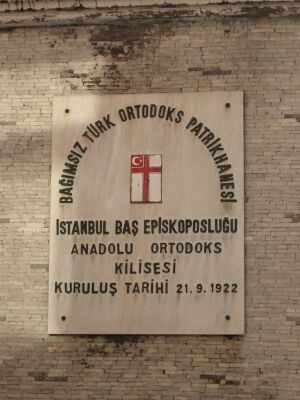 BAĞIMSIZ TÜRK ORTODOKS PATRİKHANESİ
İSTANBUL BAŞ EPİSKOPOSLUĞU
ANADOLU ORTODOKS
KİLİSESİ
KURULUŞ TARİHİ 21.9.1922